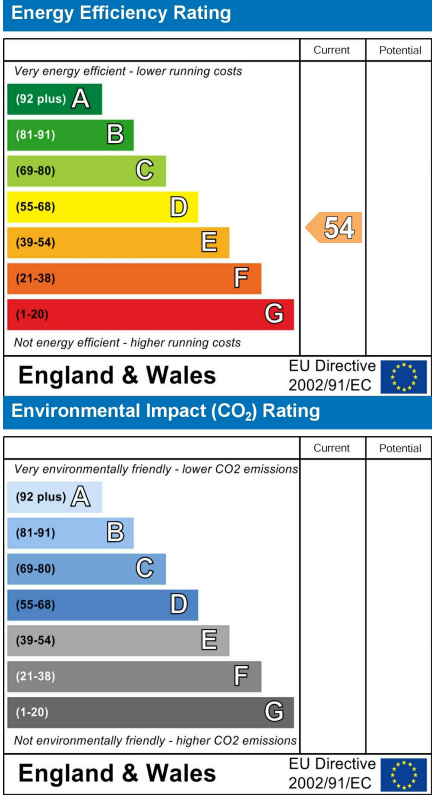 Energy Efficiency Rating
Current Potential
Very energy efficient - lower running costs
(92 plus) A
(81-91) B
(69-80) C
(55-68) D
54
(39-54) E
(21-38) F
(1-20) G
Not energy efficient - higher running costs
England & Wales
EU Directive
2002/91/EC
Environmental Impact (CO₂) Rating
Current Potential
Very environmentally friendly - lower CO2 emissions
(92 plus) A
(81-91) B
(69-80) C
(55-68) D
(39-54) E
(21-38) F
(1-20) G
Not environmentally friendly - higher CO2 emissions
England & Wales
EU Directive
2002/91/EC